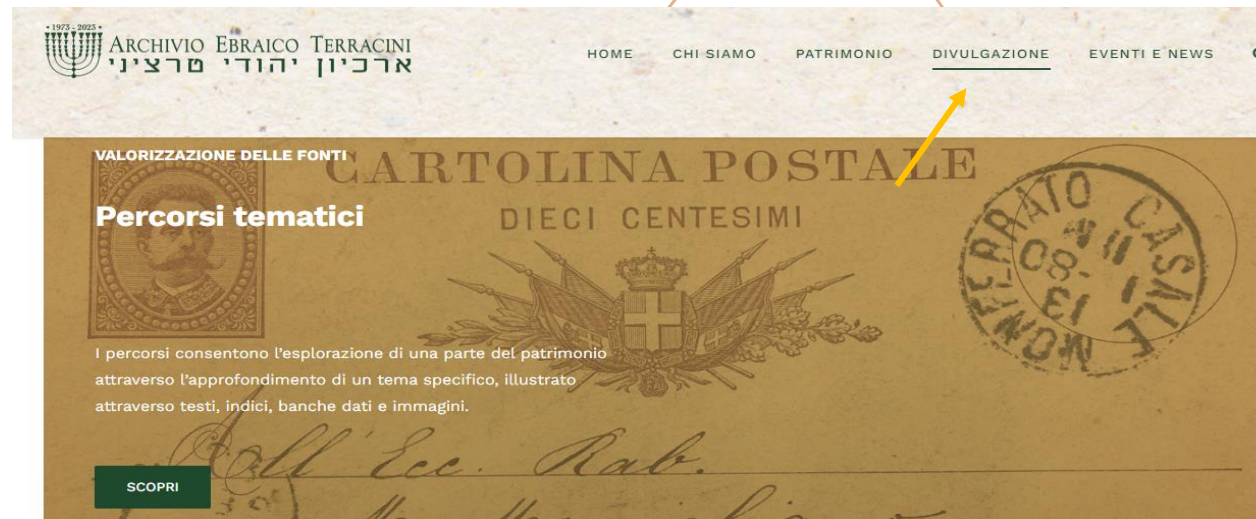 • 1973 - 2023 •
ARCHIVIO EBRAICO TERRACINI
ארכיון יהודי טרציני
HOME CHI SIAMO PATRIMONIO DIVULGAZIONE EVENTI E NEWS
VALORIZZAZIONE DELLE FONTI
CARTOLINA POSTALE
Percorsi tematici
DIECI CENTESIMI
CASALE MONFERRATO
I percorsi consentono l'esplorazione di una parte del patrimonio
attraverso l'approfondimento di un tema specifico, illustrato
attraverso testi, indici, banche dati e immagini.
All' Ecc. Rab.
SCOPRI